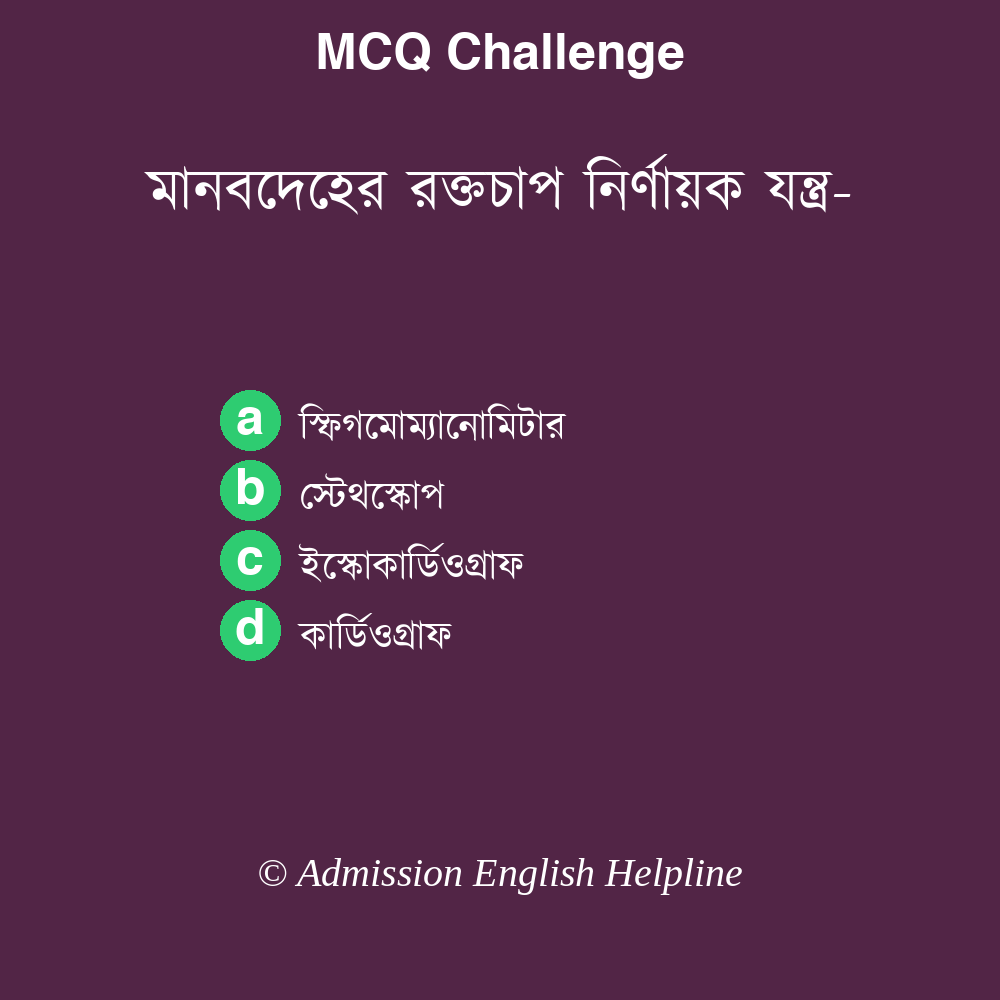 MCQ Challenge
মানবদেহের রক্তচাপ নির্ণায়ক যন্ত্র-
a স্ফিগমোম্যানোমিটার
b স্টেথস্কোপ
c ইস্কোকার্ডিওগ্রাফ
d কার্ডিওগ্রাফ
© Admission English Helpline